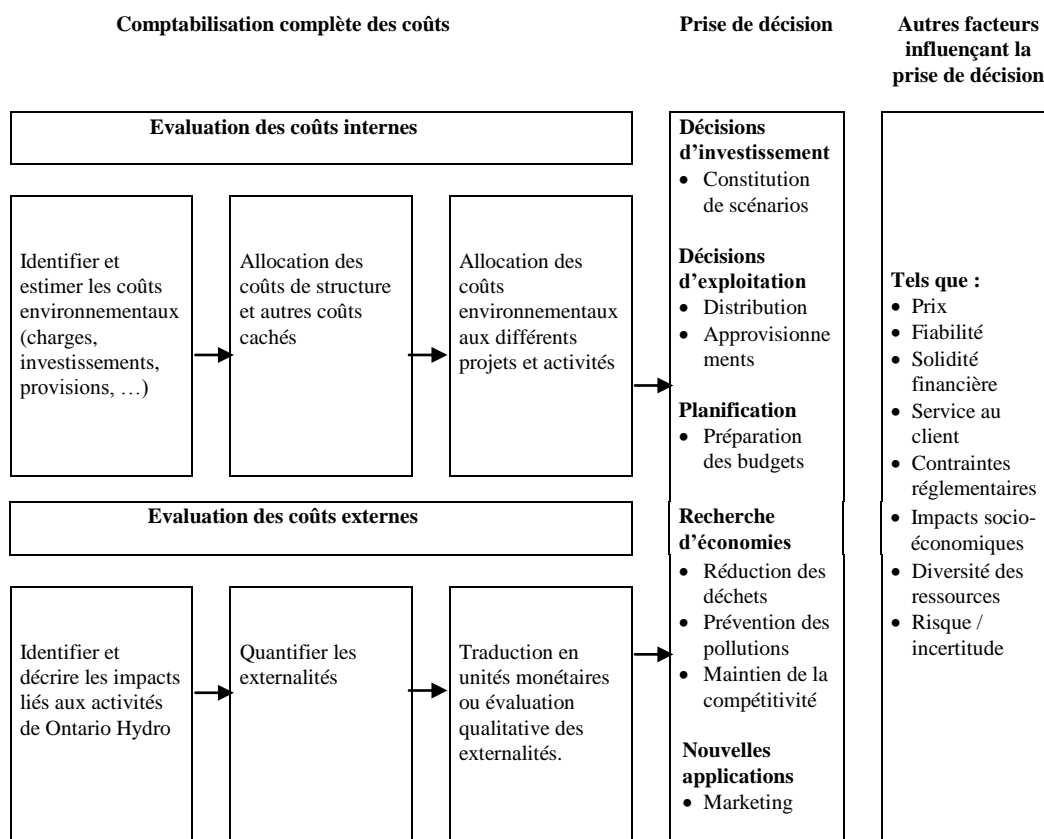 Comptabilisation complète des coûts
Prise de décision
Autres facteurs
influençant la
prise de décision
Evaluation des coûts internes
Identifier et
estimer les coûts
environnementaux
(charges,
investissements,
provisions, …)
Allocation des
coûts de structure
et autres coûts
cachés
Allocation des
coûts
environnementaux
aux différents
projets et activités
Evaluation des coûts externes
Identifier et
décrire les impacts
liés aux activités
de Ontario Hydro
Quantifier les
externalités
Traduction en
unités monétaires
ou évaluation
qualitative des
externalités.
Décisions
d’investissement
• Constitution
de scénarios
Décisions
d’exploitation
• Distribution
• Approvisionne
ments
Planification
• Préparation
des budgets
Recherche
d’économies
• Réduction des
déchets
• Prévention des
pollutions
• Maintien de la
compétitivité
Nouvelles
applications
• Marketing
Tels que :
• Prix
• Fiabilité
• Solidité
financière
• Service au
client
• Contraintes
réglementaires
• Impacts socio-
économiques
• Diversité des
ressources
• Risque /
incertitude